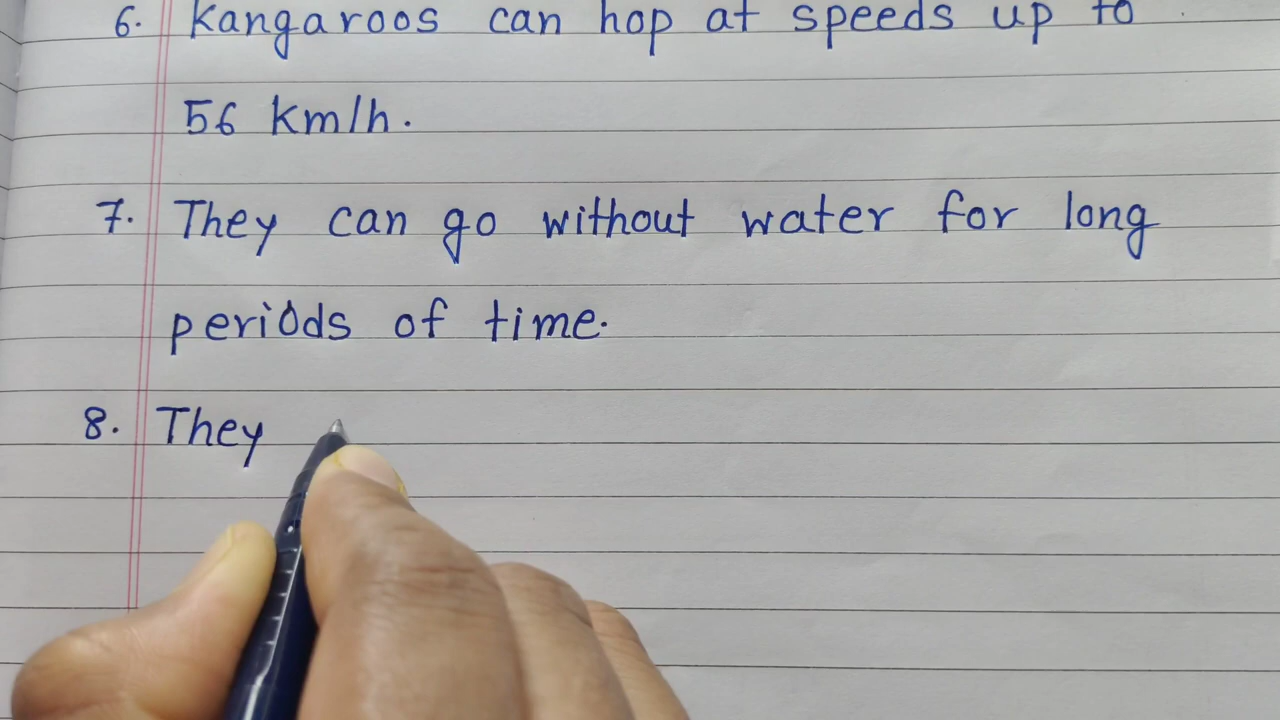 6. Kangaroos can hop at speeds up to
56 km/h.
7. They can go without water for long
periods of time.
8. They